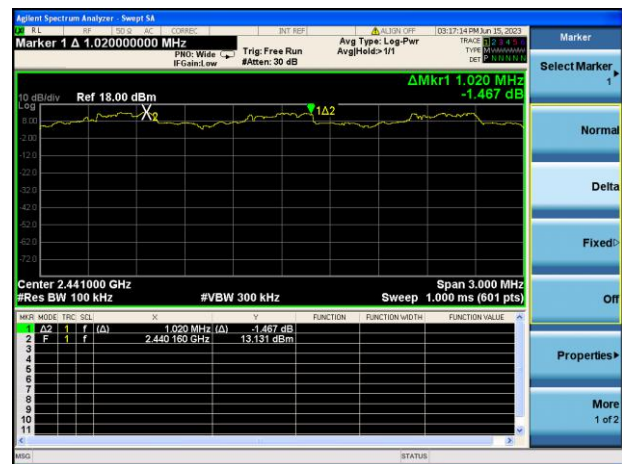 Agilent Spectrum Analyzer - Swept SA
RL RF 50 Ω AC CORREC INT REF ALIGN OFF 03:17:14 PM Jun 15, 2023
Marker 1 Δ 1.020000000 MHz
PNO: Wide
IFGain:Low
Trig: Free Run
#Atten: 30 dB
Avg Type: Log-Pwr
Avg|Hold:>1/1
TRACE 1 2 3 4 5 6
TYPE M
DET P N N N N N
ΔMkr1 1.020 MHz
-1.467 dB
10 dB/div Ref 18.00 dBm
Log
8.00
-2.00
-12.0
-22.0
-32.0
-42.0
-52.0
-62.0
-72.0
X2
1Δ2
Center 2.441000 GHz Span 3.000 MHz
#Res BW 100 kHz #VBW 300 kHz Sweep 1.000 ms (601 pts)
MKR MODE TRC SCL X Y FUNCTION FUNCTION WIDTH FUNCTION VALUE
1 Δ2 1 f (Δ) 1.020 MHz (Δ) -1.467 dB
2 F 1 f 2.440 160 GHz 13.131 dBm
3
4
5
6
7
8
9
10
11
MSG STATUS
Marker
Select Marker
1
Normal
Delta
Fixed
Off
Properties
More
1 of 2